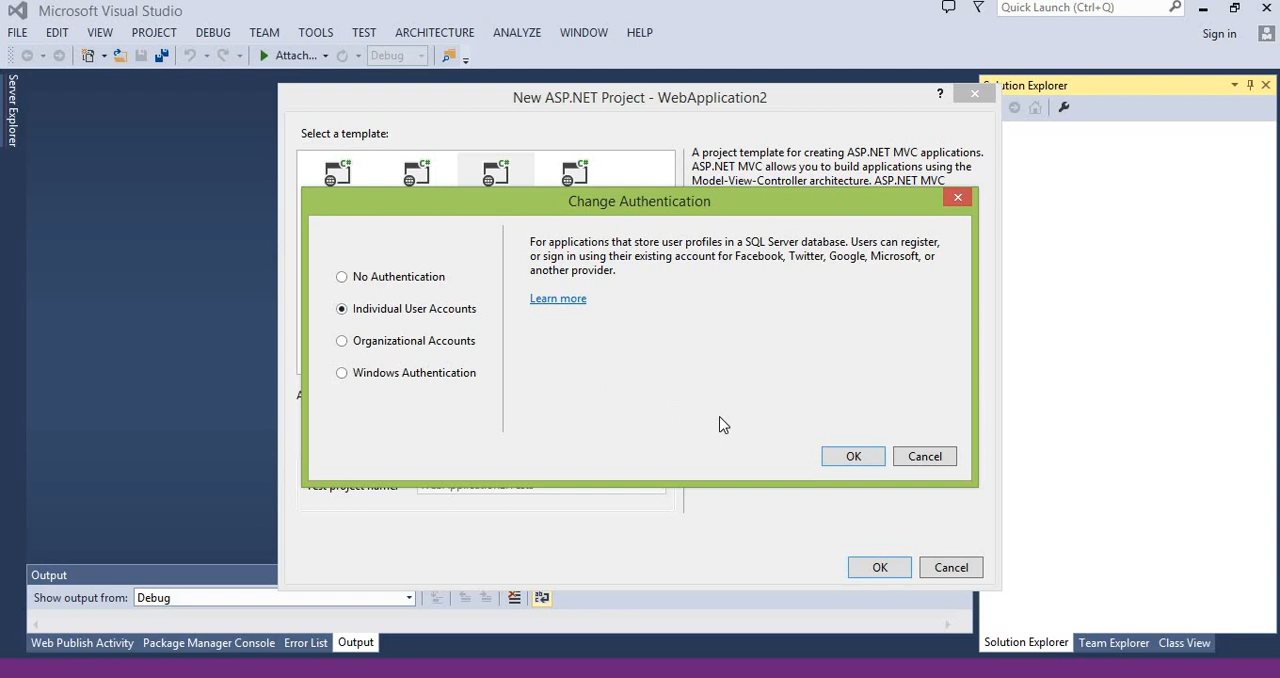 Microsoft Visual Studio
Quick Launch (Ctrl+Q)
FILE EDIT VIEW PROJECT DEBUG TEAM TOOLS TEST ARCHITECTURE ANALYZE WINDOW HELP
Sign in
Attach... Debug
Server Explorer
Solution Explorer
New ASP.NET Project - WebApplication2
?
Select a template:
C# C# C# C#
A project template for creating ASP.NET MVC applications.
ASP.NET MVC allows you to build applications using the
Model-View-Controller architecture. ASP.NET MVC
Change Authentication
No Authentication
Individual User Accounts
Organizational Accounts
Windows Authentication
For applications that store user profiles in a SQL Server database. Users can register,
or sign in using their existing account for Facebook, Twitter, Google, Microsoft, or
another provider.
Learn more
OK Cancel
Test project name:
OK Cancel
Output
Show output from: Debug
Web Publish Activity Package Manager Console Error List Output
Solution Explorer Team Explorer Class View